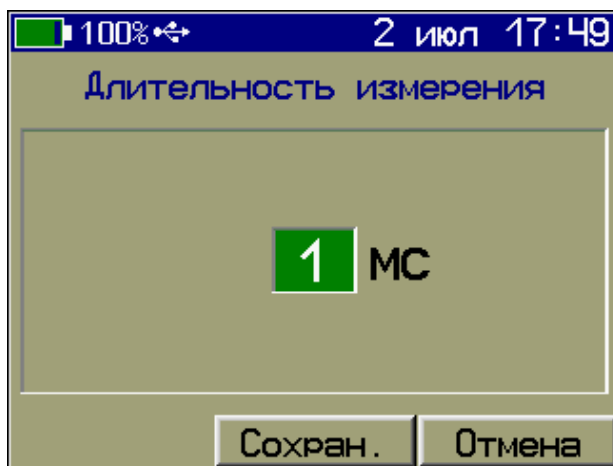 100% 2 июл 17:49
Длительность измерения
1 МС
Сохран. Отмена